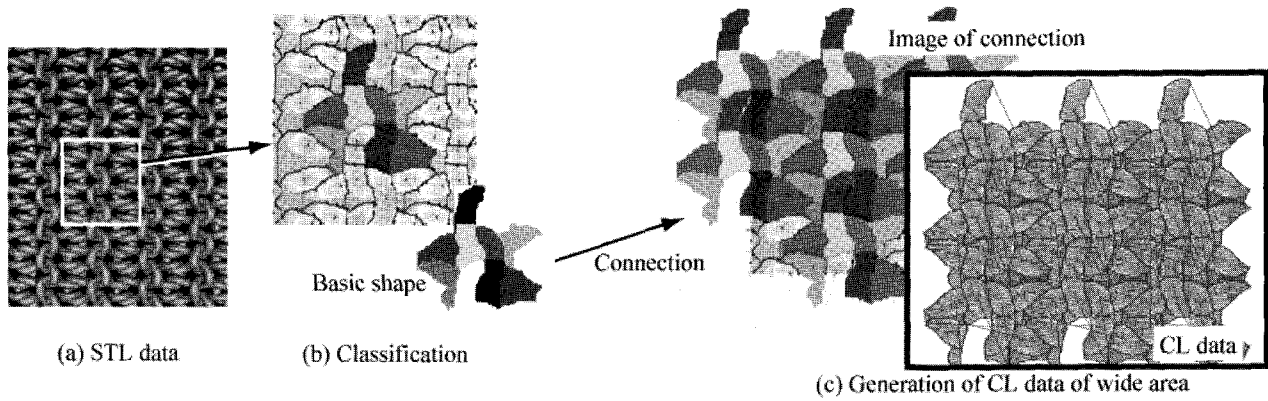 Image of connection
Basic shape
Connection
CL data
(a) STL data
(b) Classification
(c) Generation of CL data of wide area